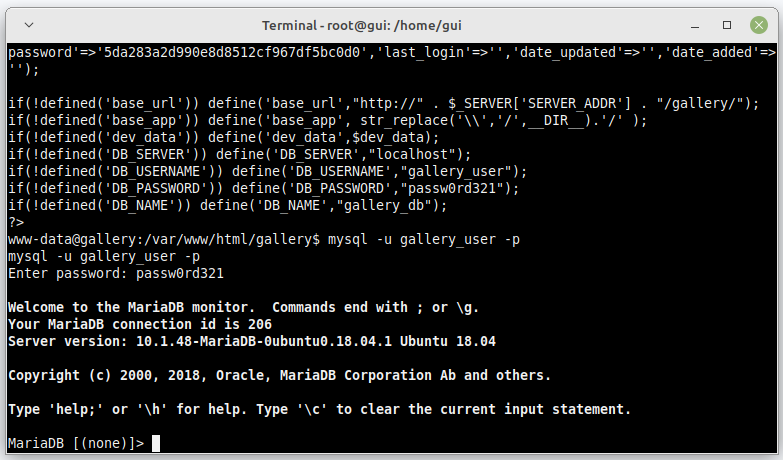 Terminal - root@gui: /home/gui
password'=>'5da283a2d990e8d8512cf967df5bc0d0','last_login'=>'','date_updated'=>'','date_added'=>
'');
if(!defined('base_url')) define('base_url',"http://" . $_SERVER['SERVER_ADDR'] . "/gallery/");
if(!defined('base_app')) define('base_app', str_replace('\\','/',__DIR__).'/' );
if(!defined('dev_data')) define('dev_data',$dev_data);
if(!defined('DB_SERVER')) define('DB_SERVER',"localhost");
if(!defined('DB_USERNAME')) define('DB_USERNAME',"gallery_user");
if(!defined('DB_PASSWORD')) define('DB_PASSWORD',"passw0rd321");
if(!defined('DB_NAME')) define('DB_NAME',"gallery_db");
?>
www-data@gallery:/var/www/html/gallery$ mysql -u gallery_user -p
mysql -u gallery_user -p
Enter password: passw0rd321
Welcome to the MariaDB monitor.  Commands end with ; or \g.
Your MariaDB connection id is 206
Server version: 10.1.48-MariaDB-0ubuntu0.18.04.1 Ubuntu 18.04
Copyright (c) 2000, 2018, Oracle, MariaDB Corporation Ab and others.
Type 'help;' or '\h' for help. Type '\c' to clear the current input statement.
MariaDB [(none)]>